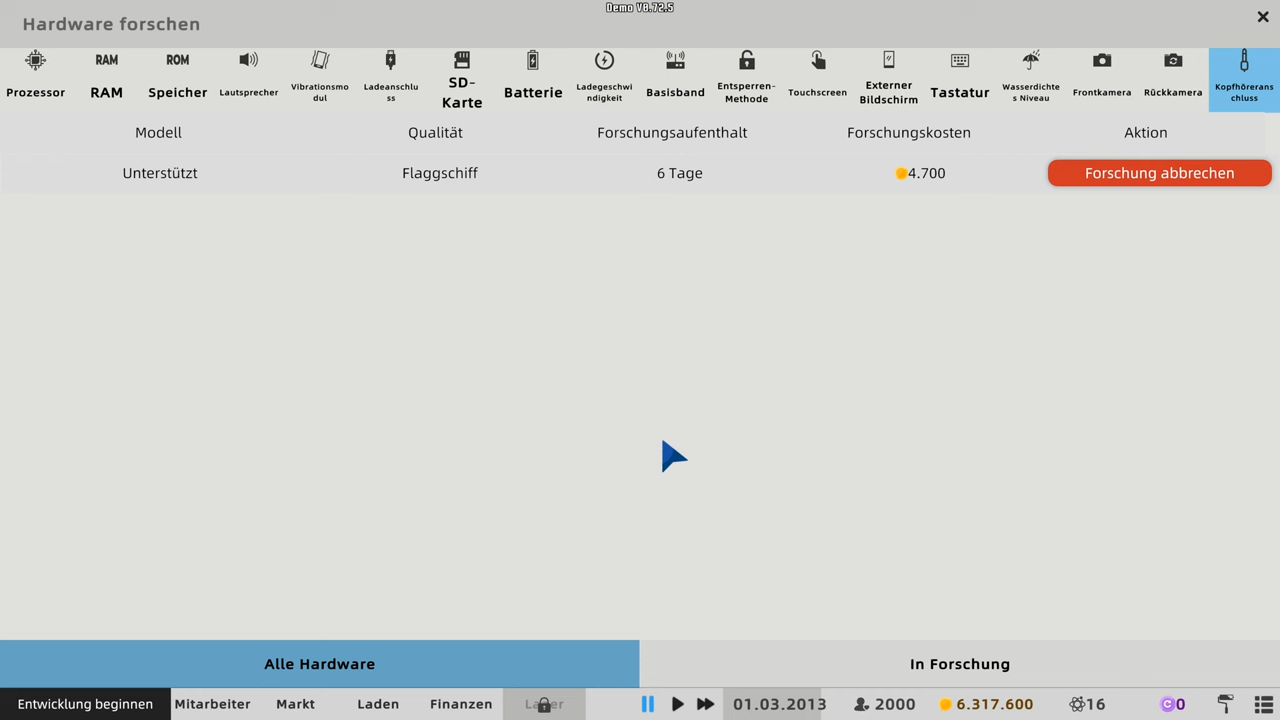 Demo V8.72.5
Hardware forschen
RAM ROM
Prozessor RAM Speicher Lautsprecher Vibrationsmo
dul Ladeanschlu
ss SD-
Karte Batterie Ladegeschwi
ndigkeit Basisband Entsperren-
Methode Touchscreen Externer
Bildschirm Tastatur Wasserdichte
s Niveau Frontkamera Rückkamera Kopfhöreransc
chluss
Modell Qualität Forschungsaufenthalt Forschungskosten Aktion
Unterstützt Flaggschiff 6 Tage 4.700 Forschung abbrechen
Alle Hardware In Forschung
Entwicklung beginnen Mitarbeiter Markt Laden Finanzen 01.03.2013 2000 6.317.600 16 C 0